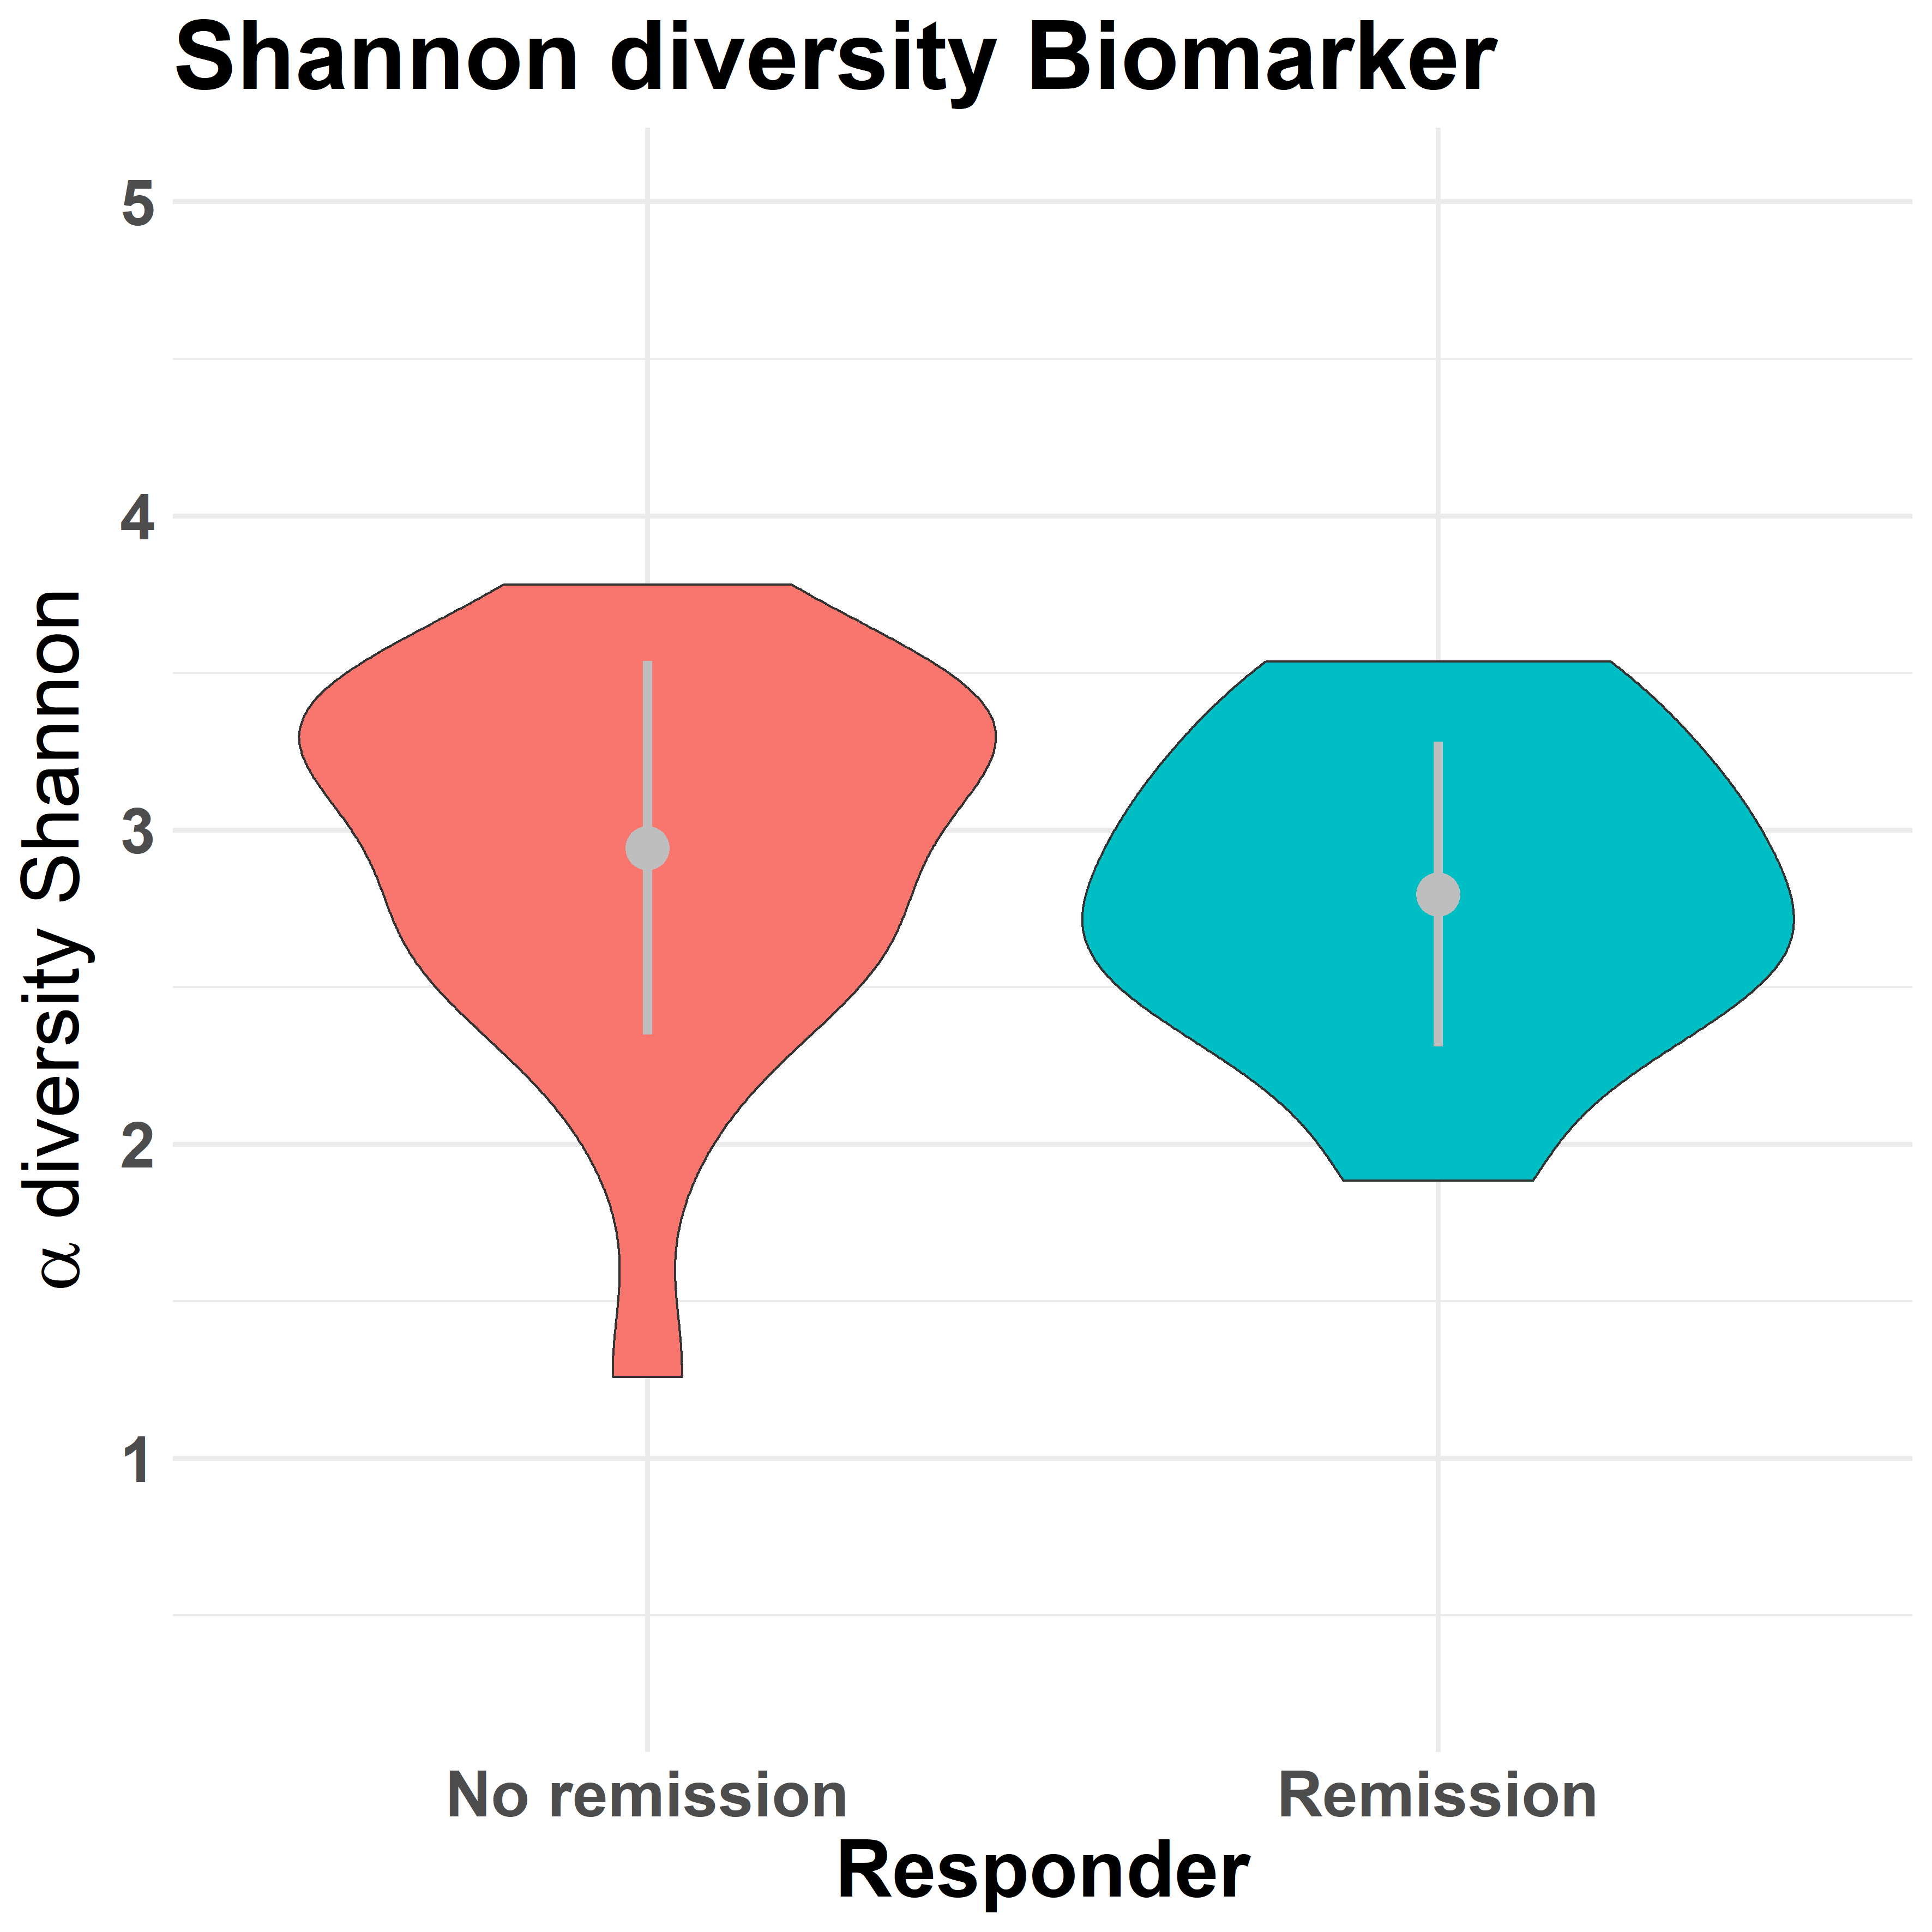 Shannon diversity Biomarker
α diversity Shannon
5
4
3
2
1
No remission
Remission
Responder